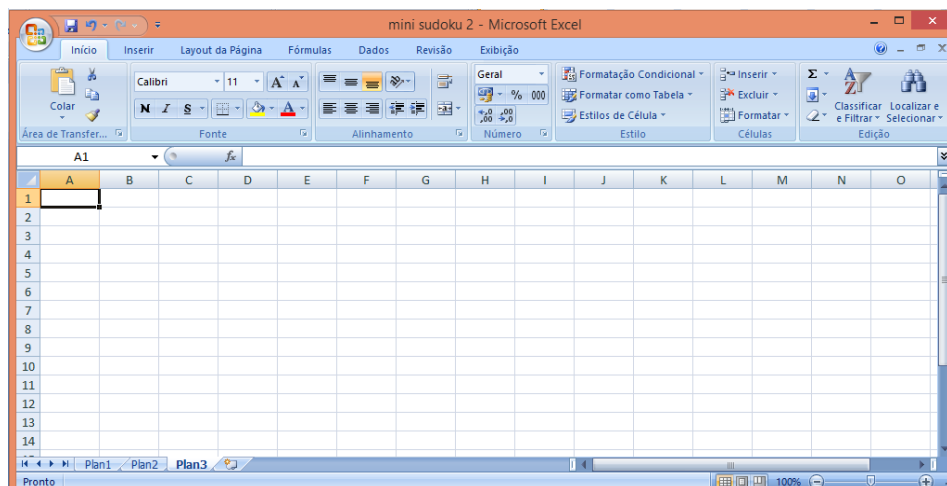 mini sudoku 2 - Microsoft Excel
Início Inserir Layout da Página Fórmulas Dados Revisão Exibição
Colar
Área de Transfer...
Calibri 11 A A
N I S A
Fonte
Alinhamento
Geral
% 000
,00 ,00
Número
Formatação Condicional
Formatar como Tabela
Estilos de Célula
Estilo
Inserir
Excluir
Formatar
Células
Σ
Classificar e Filtrar
Localizar e Selecionar
Edição
A1 fx
A B C D E F G H I J K L M N O
1
2
3
4
5
6
7
8
9
10
11
12
13
14
Plan1 Plan2 Plan3
Pronto 100%